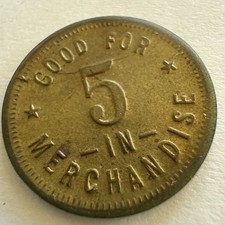 GOOD FOR
5
-IN-
MERCHANDISE